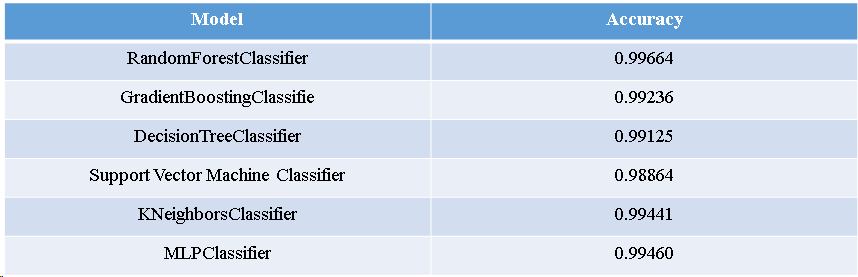 Model Accuracy
RandomForestClassifier 0.99664
GradientBoostingClassifie 0.99236
DecisionTreeClassifier 0.99125
Support Vector Machine Classifier 0.98864
KNeighborsClassifier 0.99441
MLPClassifier 0.99460